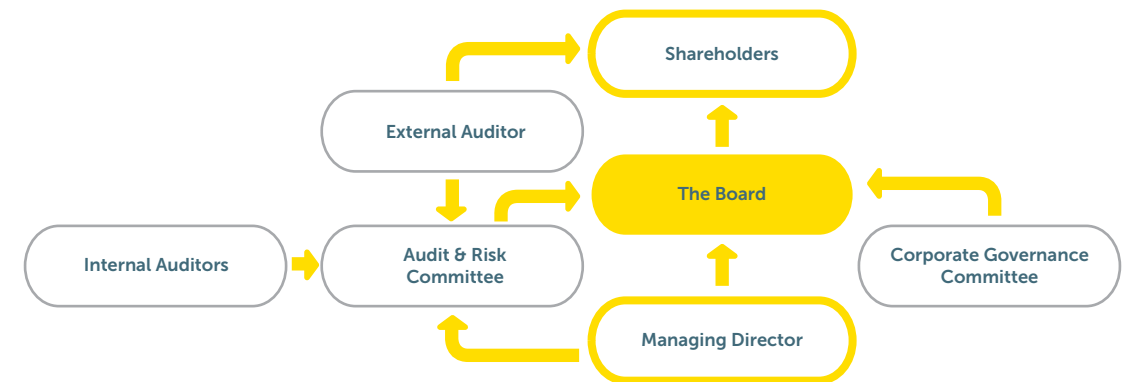 Shareholders
External Auditor
The Board
Internal Auditors
Audit & Risk
Committee
Corporate Governance
Committee
Managing Director